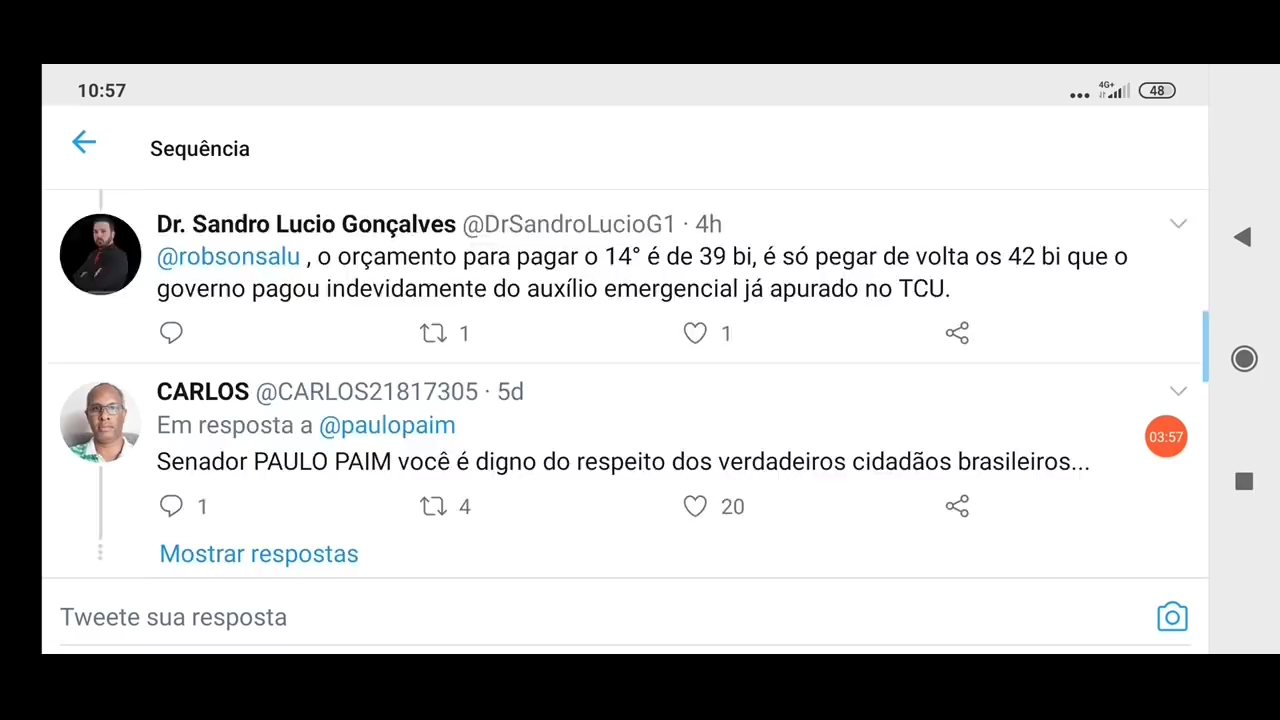 10:57
4G+
48
Sequência
Dr. Sandro Lucio Gonçalves @DrSandroLucioG1 · 4h
@robsonsalu , o orçamento para pagar o 14° é de 39 bi, é só pegar de volta os 42 bi que o
governo pagou indevidamente do auxílio emergencial já apurado no TCU.
1
1
CARLOS @CARLOS21817305 · 5d
Em resposta a @paulopaim
03:57
Senador PAULO PAIM você é digno do respeito dos verdadeiros cidadãos brasileiros...
1
4
20
Mostrar respostas
Tweete sua resposta